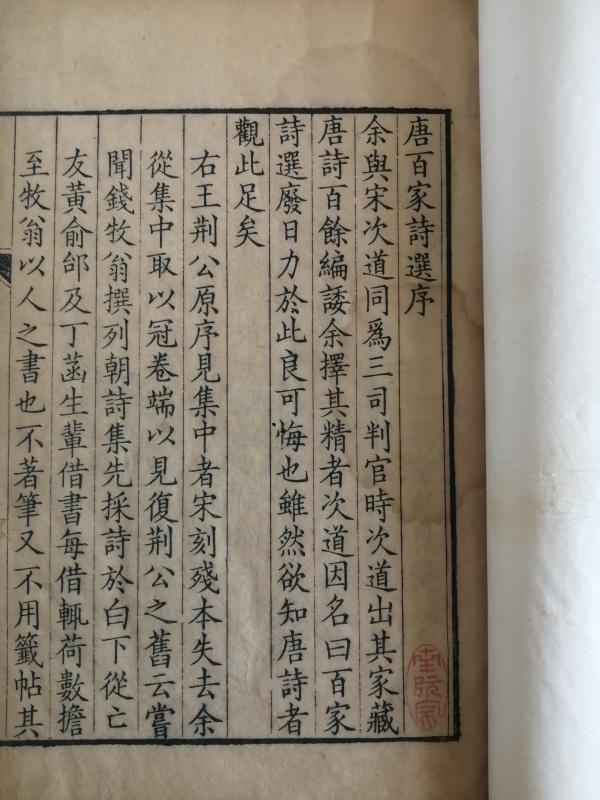 唐百家詩選序
余與宋次道同爲三司判官時次道出其家藏
唐詩百餘編諉余擇其精者次道因名曰百家
詩選廢日力於此良可悔也雖然欲知唐詩者
觀此足矣
右王荆公原序見集中者宋刻殘本失去余
從集中取以冠卷端以見復荆公之舊云嘗
聞錢牧翁撰列朝詩集先採詩於白下從亡
友黃俞邰及丁菡生輩借書每借輒荷數擔
至牧翁以人之書也不著筆又不用籤帖其